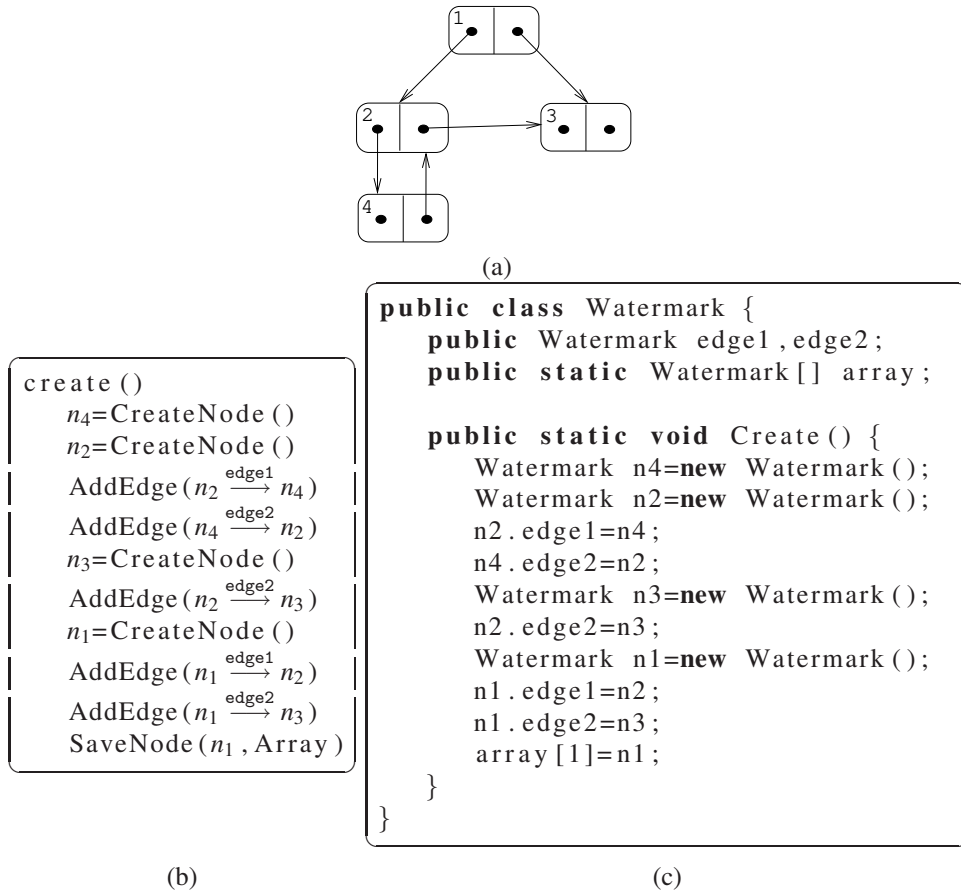 1
2
3
4
(a)
create()
n4=CreateNode()
n2=CreateNode()
AddEdge(n2 edge1⟶ n4)
AddEdge(n4 edge2⟶ n2)
n3=CreateNode()
AddEdge(n2 edge2⟶ n3)
n1=CreateNode()
AddEdge(n1 edge1⟶ n2)
AddEdge(n1 edge2⟶ n3)
SaveNode(n1,Array)
(b)
public class Watermark {
public Watermark edge1,edge2;
public static Watermark[] array;
public static void Create() {
Watermark n4=new Watermark();
Watermark n2=new Watermark();
n2.edge1=n4;
n4.edge2=n2;
Watermark n3=new Watermark();
n2.edge2=n3;
Watermark n1=new Watermark();
n1.edge1=n2;
n1.edge2=n3;
array[1]=n1;
}
}
(c)